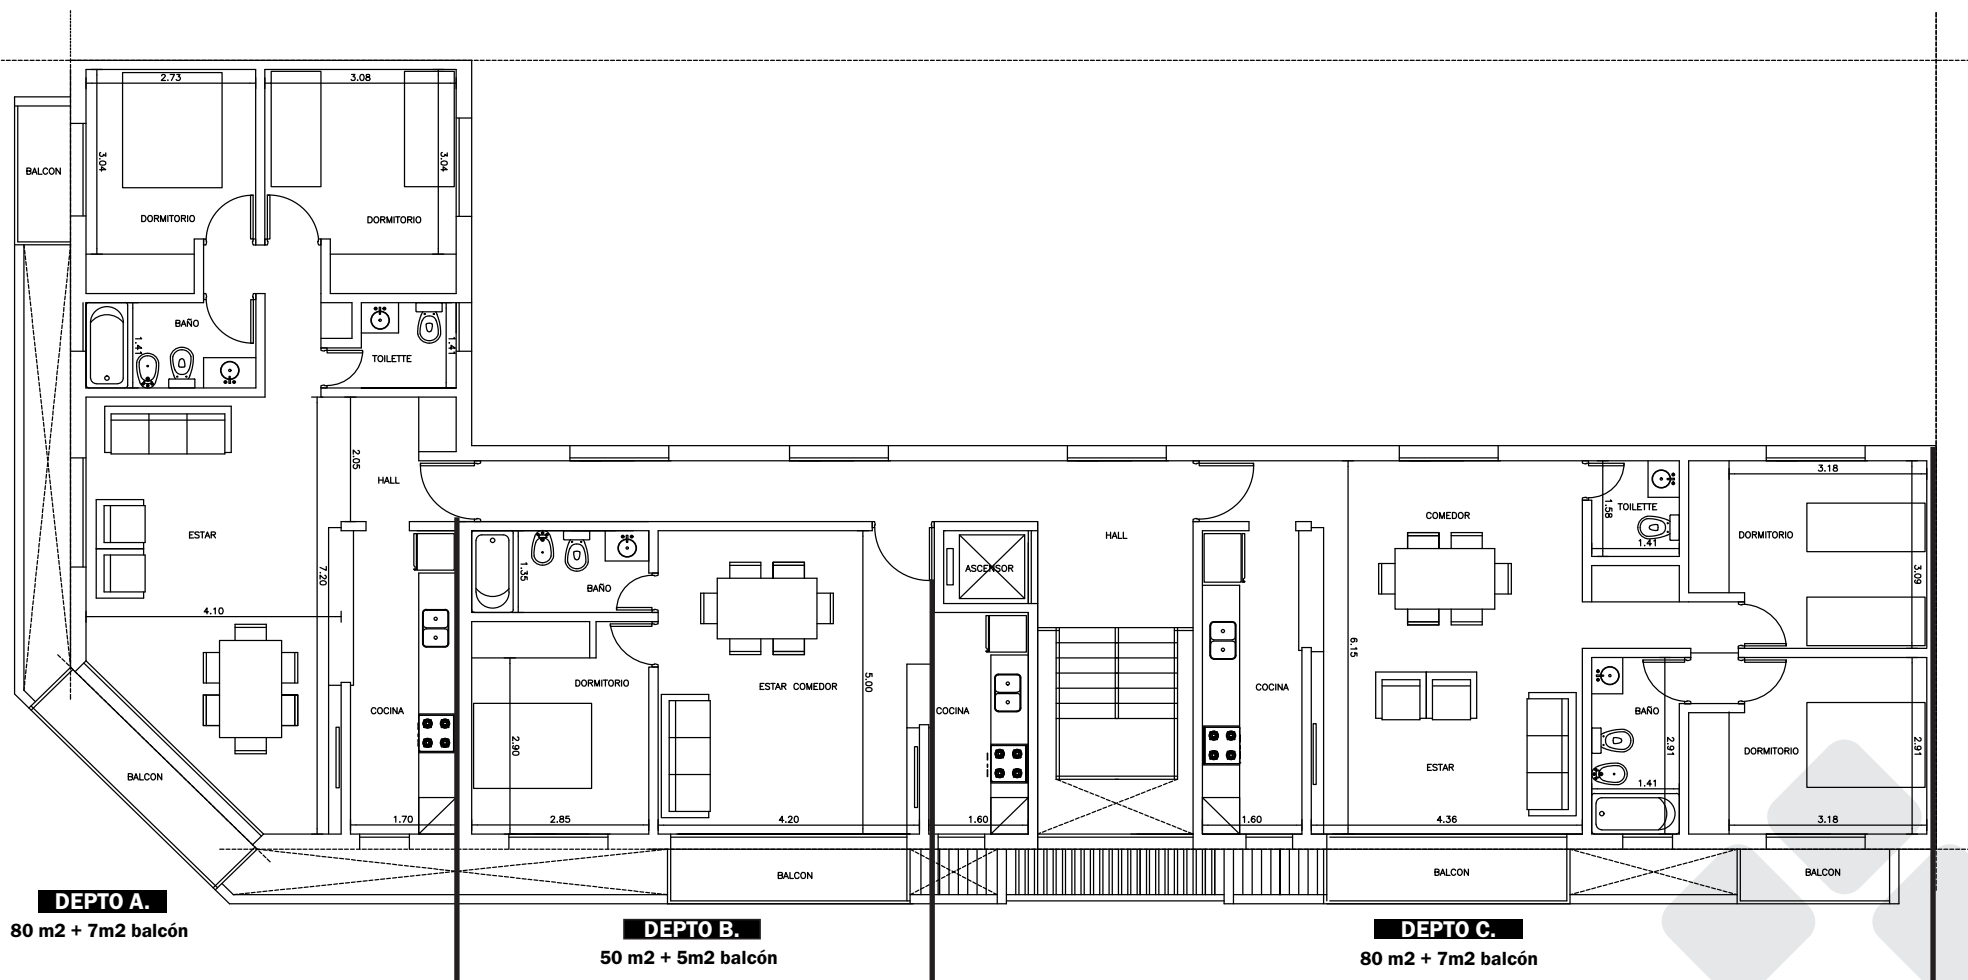 2.73
3.08
3.04
3.04
BALCON
DORMITORIO
DORMITORIO
BAÑO
1.41
TOILETTE
1.41
2.05
HALL
ESTAR
7.20
4.10
COCINA
BALCON
1.70
1.35
BAÑO
DORMITORIO
2.90
2.85
ESTAR COMEDOR
5.00
4.20
BALCON
ASCENSOR
COCINA
1.60
HALL
COCINA
1.60
COMEDOR
6.15
ESTAR
4.36
BALCON
TOILETTE
1.58
1.41
3.18
DORMITORIO
3.09
BAÑO
2.91
1.41
DORMITORIO
2.91
3.18
BALCON
DEPTO A.
80 m2 + 7m2 balcón
DEPTO B.
50 m2 + 5m2 balcón
DEPTO C.
80 m2 + 7m2 balcón